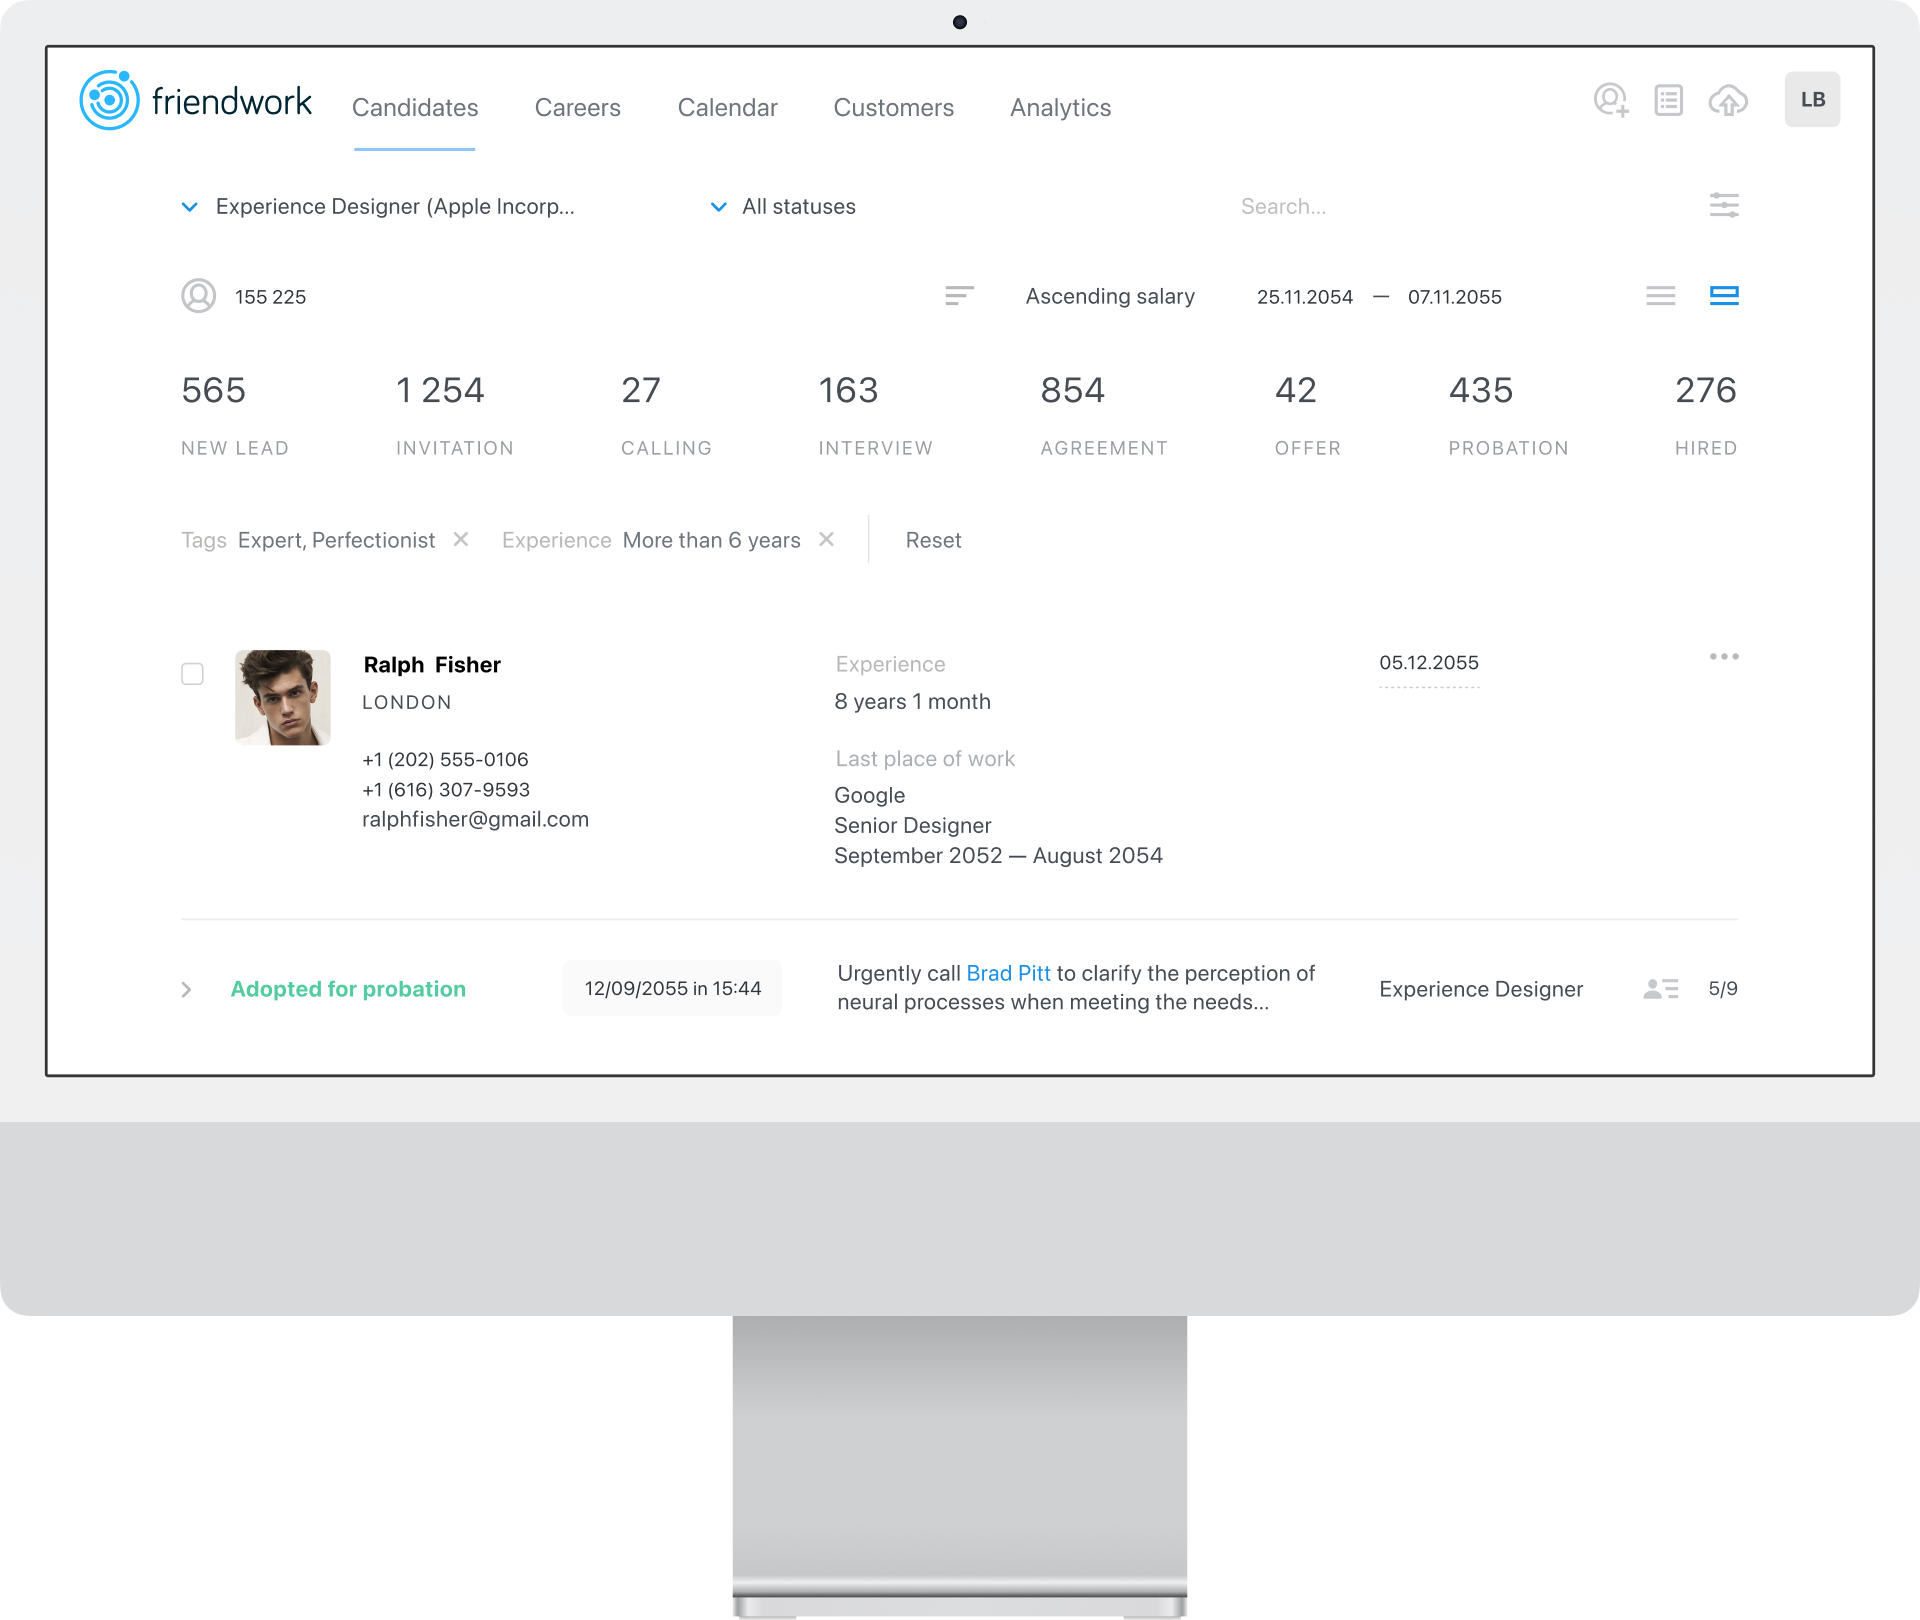 friendwork
Candidates Careers Calendar Customers Analytics
LB
Experience Designer (Apple Incorp... All statuses Search...
155 225 Ascending salary 25.11.2054 — 07.11.2055
565 1 254 27 163 854 42 435 276
NEW LEAD INVITATION CALLING INTERVIEW AGREEMENT OFFER PROBATION HIRED
Tags Expert, Perfectionist Experience More than 6 years Reset
Ralph Fisher
LONDON
+1 (202) 555-0106
+1 (616) 307-9593
ralphfisher@gmail.com
Experience
8 years 1 month
Last place of work
Google
Senior Designer
September 2052 — August 2054
05.12.2055
Adopted for probation
12/09/2055 in 15:44
Urgently call Brad Pitt to clarify the perception of
neural processes when meeting the needs...
Experience Designer
5/9